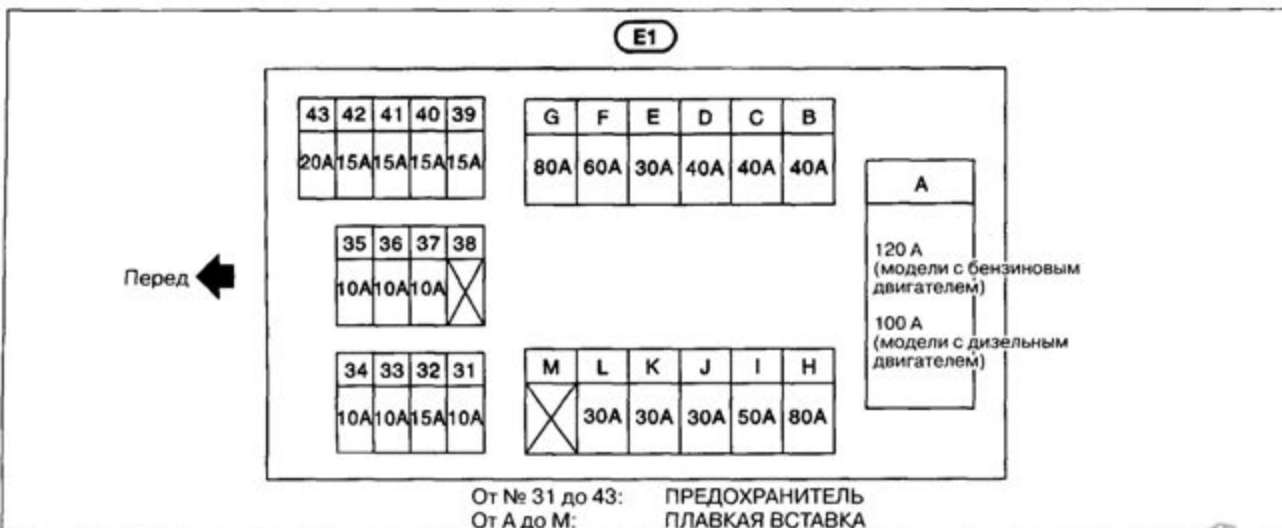 E1
43 42 41 40 39
20A 15A 15A 15A 15A
G F E D C B
80A 60A 30A 40A 40A 40A
A
120 А
(модели с бензиновым
двигателем)
100 А
(модели с дизельным
двигателем)
35 36 37 38
10A 10A 10A
Перед
34 33 32 31
10A 10A 15A 10A
M L K J I H
30A 30A 30A 50A 80A
От № 31 до 43: ПРЕДОХРАНИТЕЛЬ
От А до М: ПЛАВКАЯ ВСТАВКА